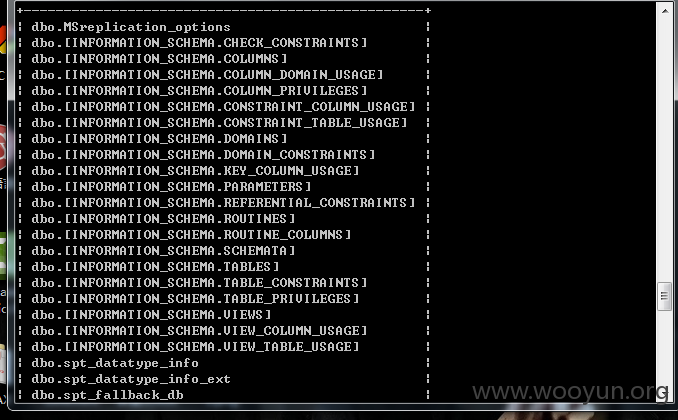 +--------------------------------------------------+
| dbo.MSreplication_options |
| dbo.[INFORMATION_SCHEMA.CHECK_CONSTRAINTS] |
| dbo.[INFORMATION_SCHEMA.COLUMNS] |
| dbo.[INFORMATION_SCHEMA.COLUMN_DOMAIN_USAGE] |
| dbo.[INFORMATION_SCHEMA.COLUMN_PRIVILEGES] |
| dbo.[INFORMATION_SCHEMA.CONSTRAINT_COLUMN_USAGE] |
| dbo.[INFORMATION_SCHEMA.CONSTRAINT_TABLE_USAGE] |
| dbo.[INFORMATION_SCHEMA.DOMAINS] |
| dbo.[INFORMATION_SCHEMA.DOMAIN_CONSTRAINTS] |
| dbo.[INFORMATION_SCHEMA.KEY_COLUMN_USAGE] |
| dbo.[INFORMATION_SCHEMA.PARAMETERS] |
| dbo.[INFORMATION_SCHEMA.REFERENTIAL_CONSTRAINTS] |
| dbo.[INFORMATION_SCHEMA.ROUTINES] |
| dbo.[INFORMATION_SCHEMA.ROUTINE_COLUMNS] |
| dbo.[INFORMATION_SCHEMA.SCHEMATA] |
| dbo.[INFORMATION_SCHEMA.TABLES] |
| dbo.[INFORMATION_SCHEMA.TABLE_CONSTRAINTS] |
| dbo.[INFORMATION_SCHEMA.TABLE_PRIVILEGES] |
| dbo.[INFORMATION_SCHEMA.VIEWS] |
| dbo.[INFORMATION_SCHEMA.VIEW_COLUMN_USAGE] |
| dbo.[INFORMATION_SCHEMA.VIEW_TABLE_USAGE] |
| dbo.spt_datatype_info |
| dbo.spt_datatype_info_ext |
| dbo.spt_fallback_db |
www.wooyun.org